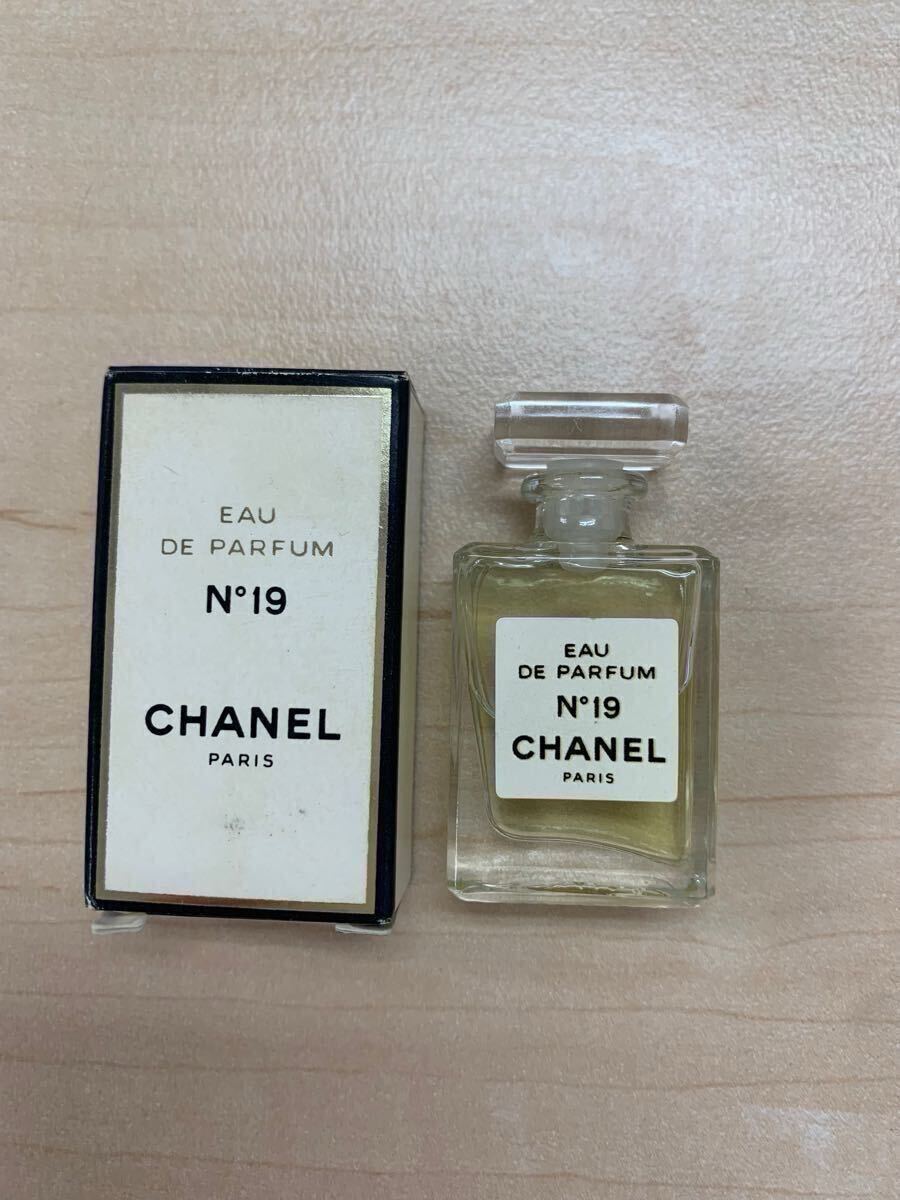 EAU
DE PARFUM
N°19
CHANEL
PARIS
EAU
DE PARFUM
N°19
CHANEL
PARIS